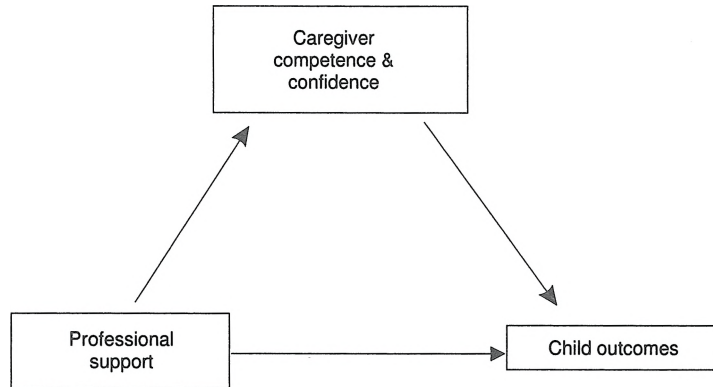 Caregiver
competence &
confidence
Professional
support
Child outcomes